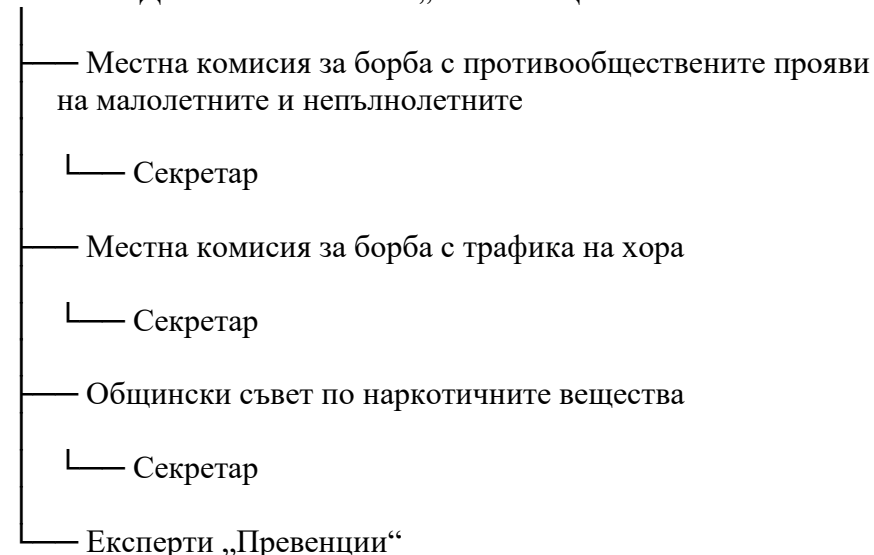 Местна комисия за борба с противообществените прояви
на малолетните и непълнолетните
Секретар
Местна комисия за борба с трафика на хора
Секретар
Общински съвет по наркотичните вещества
Секретар
Експерти „Превенции“